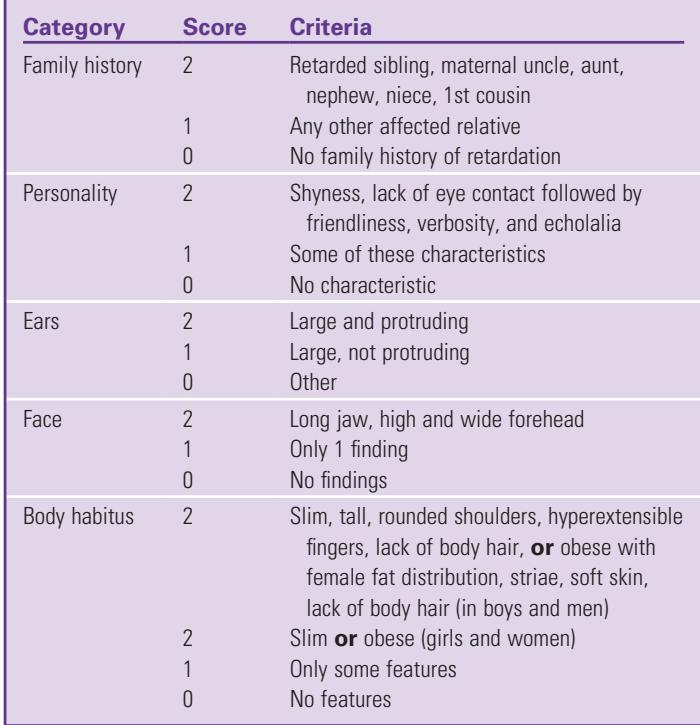 Category Score Criteria
Family history 2 Retarded sibling, maternal uncle, aunt,
nephew, niece, 1st cousin
1 Any other affected relative
0 No family history of retardation
Personality 2 Shyness, lack of eye contact followed by
friendliness, verbosity, and echolalia
1 Some of these characteristics
0 No characteristic
Ears 2 Large and protruding
1 Large, not protruding
0 Other
Face 2 Long jaw, high and wide forehead
1 Only 1 finding
0 No findings
Body habitus 2 Slim, tall, rounded shoulders, hyperextensible
fingers, lack of body hair, or obese with
female fat distribution, striae, soft skin,
lack of body hair (in boys and men)
2 Slim or obese (girls and women)
1 Only some features
0 No features